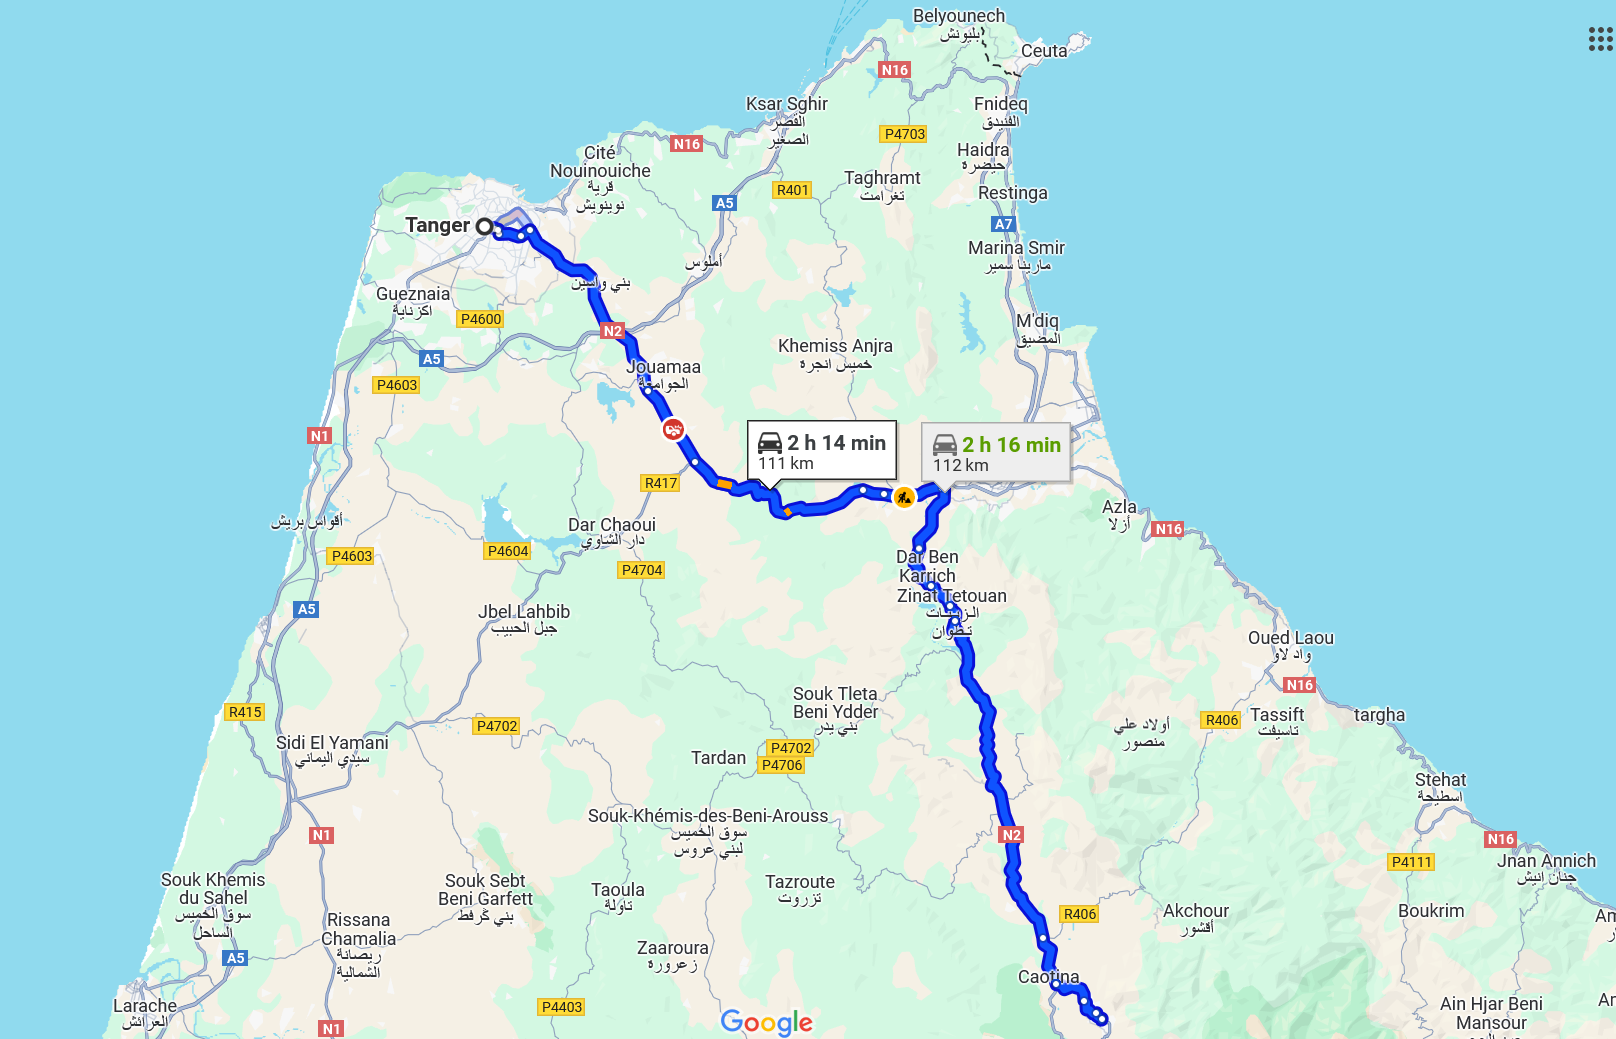 Belyounech
بليونش
Ceuta
N16
Ksar Sghir
القصر
الصغير
Fnideq
الفنيدق
P4703
N16
Haidra
حيضرة
Cité
Nouinouiche
قرية
نوينويش
Taghramt
تغرامت
R401
Restinga
A5
A7
Tanger
Marina Smir
مارينا سمير
أملوس
بني واسين
Gueznaia
اكزناية
P4600
N2
M'diq
المضيق
Khemiss Anjra
خميس انجرة
A5
Jouamaa
الجوامعة
P4603
N1
2 h 14 min
111 km
2 h 16 min
112 km
R417
Azla
أزلا
أقواس بريش
Dar Chaoui
دار الشاوي
N16
P4603
P4604
P4704
Dar Ben
Karrich
Zinat Tetouan
الزينات
تطوان
A5
Jbel Lahbib
جبل الحبيب
Oued Laou
واد لاو
N16
Souk Tleta
Beni Ydder
بني يدر
R415
P4702
R406
Tassift
تاسيفت
targha
أولاد علي
منصور
Sidi El Yamani
سيدي اليماني
Tardan
P4702
P4706
Stehat
اسطيحة
Souk-Khémis-des-Beni-Arouss
سوق الخميس
لبني عروس
N1
N2
N16
P4111
Jnan Annich
جنان انيش
Souk Khemis
du Sahel
سوق الخميس
الساحل
Souk Sebt
Beni Garfett
بني گرفط
Taoula
تاولة
Tazroute
تزروت
R406
Akchour
أقشور
Boukrim
Rissana
Chamalia
ريصانة
الشمالية
Zaaroura
زعرورة
A5
Caotina
Larache
العرائش
P4403
N1
Google
Ain Hjar Beni
Mansour